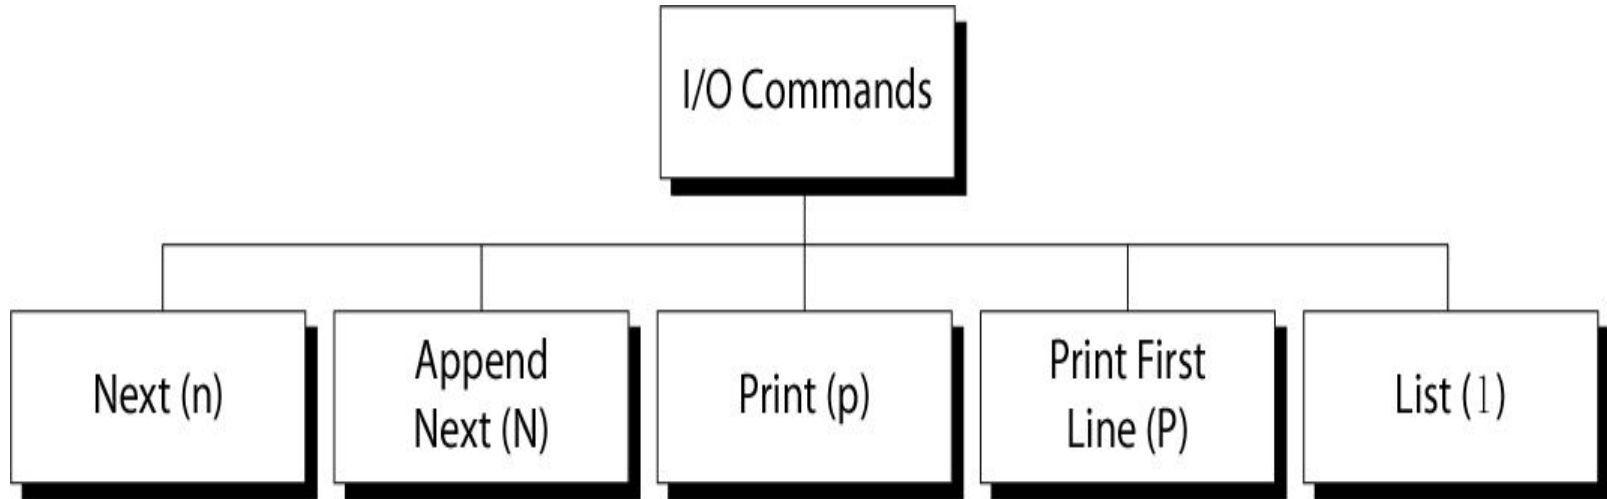 I/O Commands
Next (n)
Append
Next (N)
Print (p)
Print First
Line (P)
List (l)